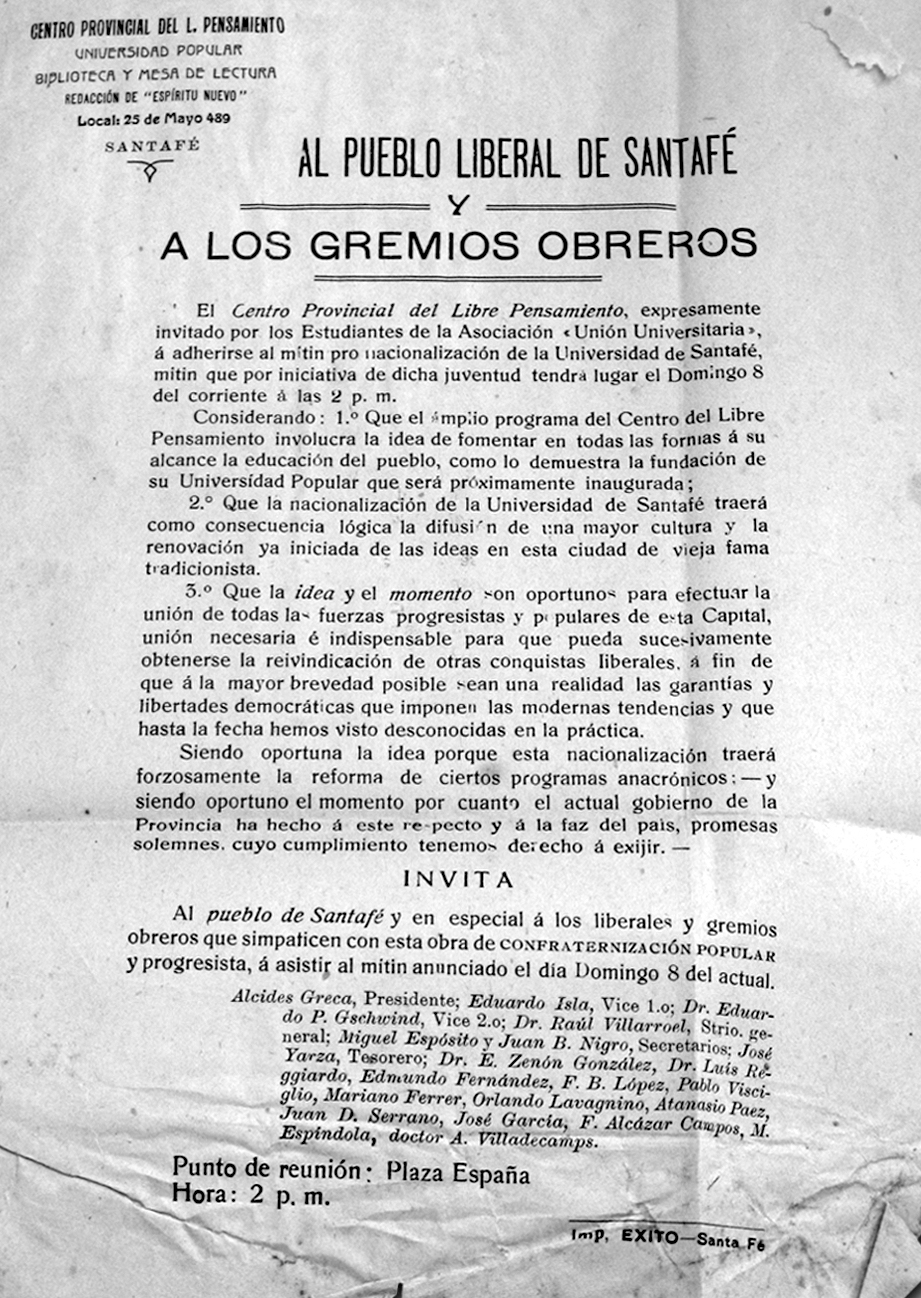 CENTRO PROVINCIAL DEL L. PENSAMIENTO
UNIVERSIDAD POPULAR
BIBLIOTECA Y MESA DE LECTURA
REDACCIÓN DE "ESPÍRITU NUEVO"
Local: 25 de Mayo 489
SANTAFÉ
AL PUEBLO LIBERAL DE SANTAFÉ
Y
A LOS GREMIOS OBREROS
El Centro Provincial del Libre Pensamiento, expresamente
invitado por los Estudiantes de la Asociación «Unión Universitaria»,
á adherirse al mitin pro nacionalización de la Universidad de Santafé,
mitin que por iniciativa de dicha juventud tendrá lugar el Domingo 8
del corriente á las 2 p. m.
Considerando: 1.º Que el ámplio programa del Centro del Libre
Pensamiento involucra la idea de fomentar en todas las formas á su
alcance la educación del pueblo, como lo demuestra la fundación de
su Universidad Popular que será próximamente inaugurada;
2.º Que la nacionalización de la Universidad de Santafé traerá
como consecuencia lógica la difusión de una mayor cultura y la
renovación ya iniciada de las ideas en esta ciudad de vieja fama
tradicionista.
3.º Que la idea y el momento son oportunos para efectuar la
unión de todas las fuerzas progresistas y populares de esta Capital,
unión necesaria é indispensable para que pueda sucesivamente
obtenerse la reivindicación de otras conquistas liberales, á fin de
que á la mayor brevedad posible sean una realidad las garantías y
libertades democráticas que imponen las modernas tendencias y que
hasta la fecha hemos visto desconocidas en la práctica.
Siendo oportuna la idea porque esta nacionalización traerá
forzosamente la reforma de ciertos programas anacrónicos;—y
siendo oportuno el momento por cuanto el actual gobierno de la
Provincia ha hecho á este respecto y á la faz del país, promesas
solemnes, cuyo cumplimiento tenemos derecho á exijir.—
INVITA
Al pueblo de Santafé y en especial á los liberales y gremios
obreros que simpaticen con esta obra de CONFRATERNIZACIÓN POPULAR
y progresista, á asistir al mítin anunciado el día Domingo 8 del actual.
Alcides Greca, Presidente; Eduardo Isla, Vice 1.o; Dr. Eduar-
do P. Gschwind, Vice 2.o; Dr. Raúl Villarroel, Strio. ge-
neral; Miguel Espósito y Juan B. Nigro, Secretarios; José
Yarza, Tesorero; Dr. E. Zenón González, Dr. Luis Re-
ggiardo, Edmundo Fernández, F. B. López, Pablo Visci-
glio, Mariano Ferrer, Orlando Lavagnino, Atanasio Paez,
Juan D. Serrano, José García, F. Alcázar Campos, M.
Espíndola, doctor A. Villadecamps.
Punto de reunión: Plaza España
Hora: 2 p. m.
Imp, EXITO—Santa Fé